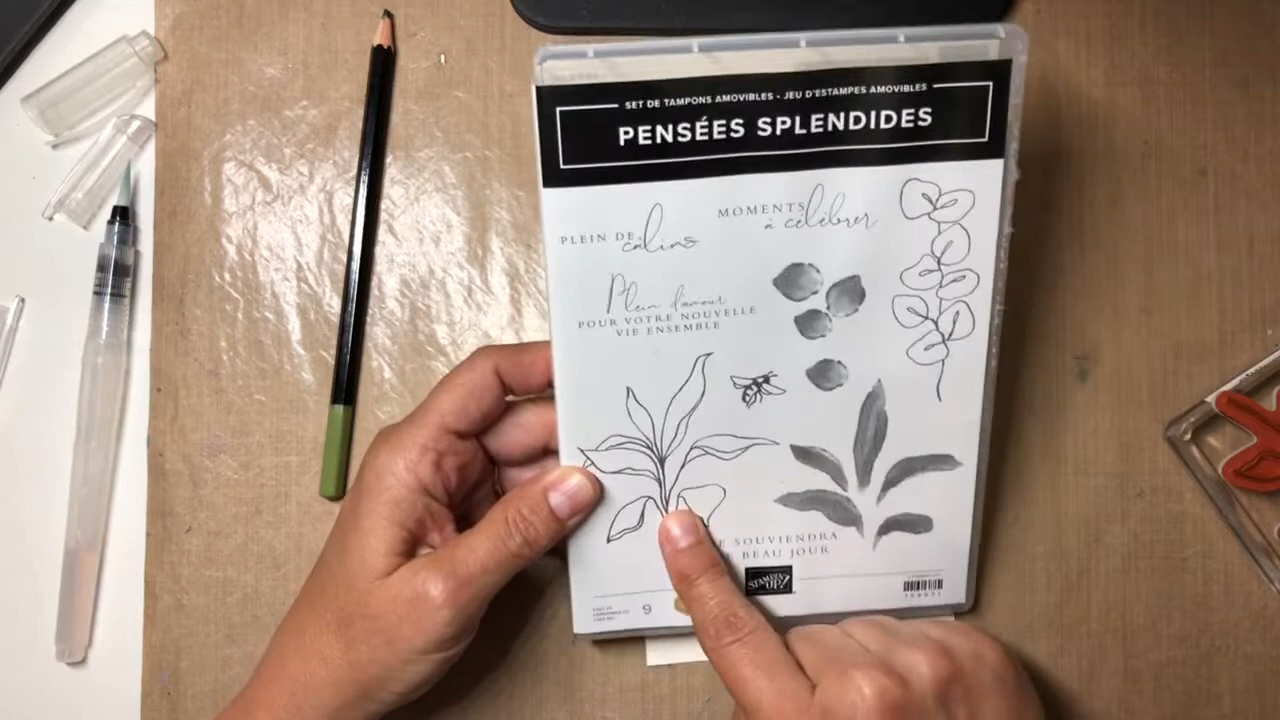 SET DE TAMPONS AMOVIBLES • JEU D'ESTAMPES AMOVIBLES
PENSÉES SPLENDIDES
MOMENTS
à célébrer
PLEIN DE
câlins
Plein d'amour
POUR VOTRE NOUVELLE
VIE ENSEMBLE
SOUVIENDRA
BEAU JOUR
STAMPIN'
UP!
9